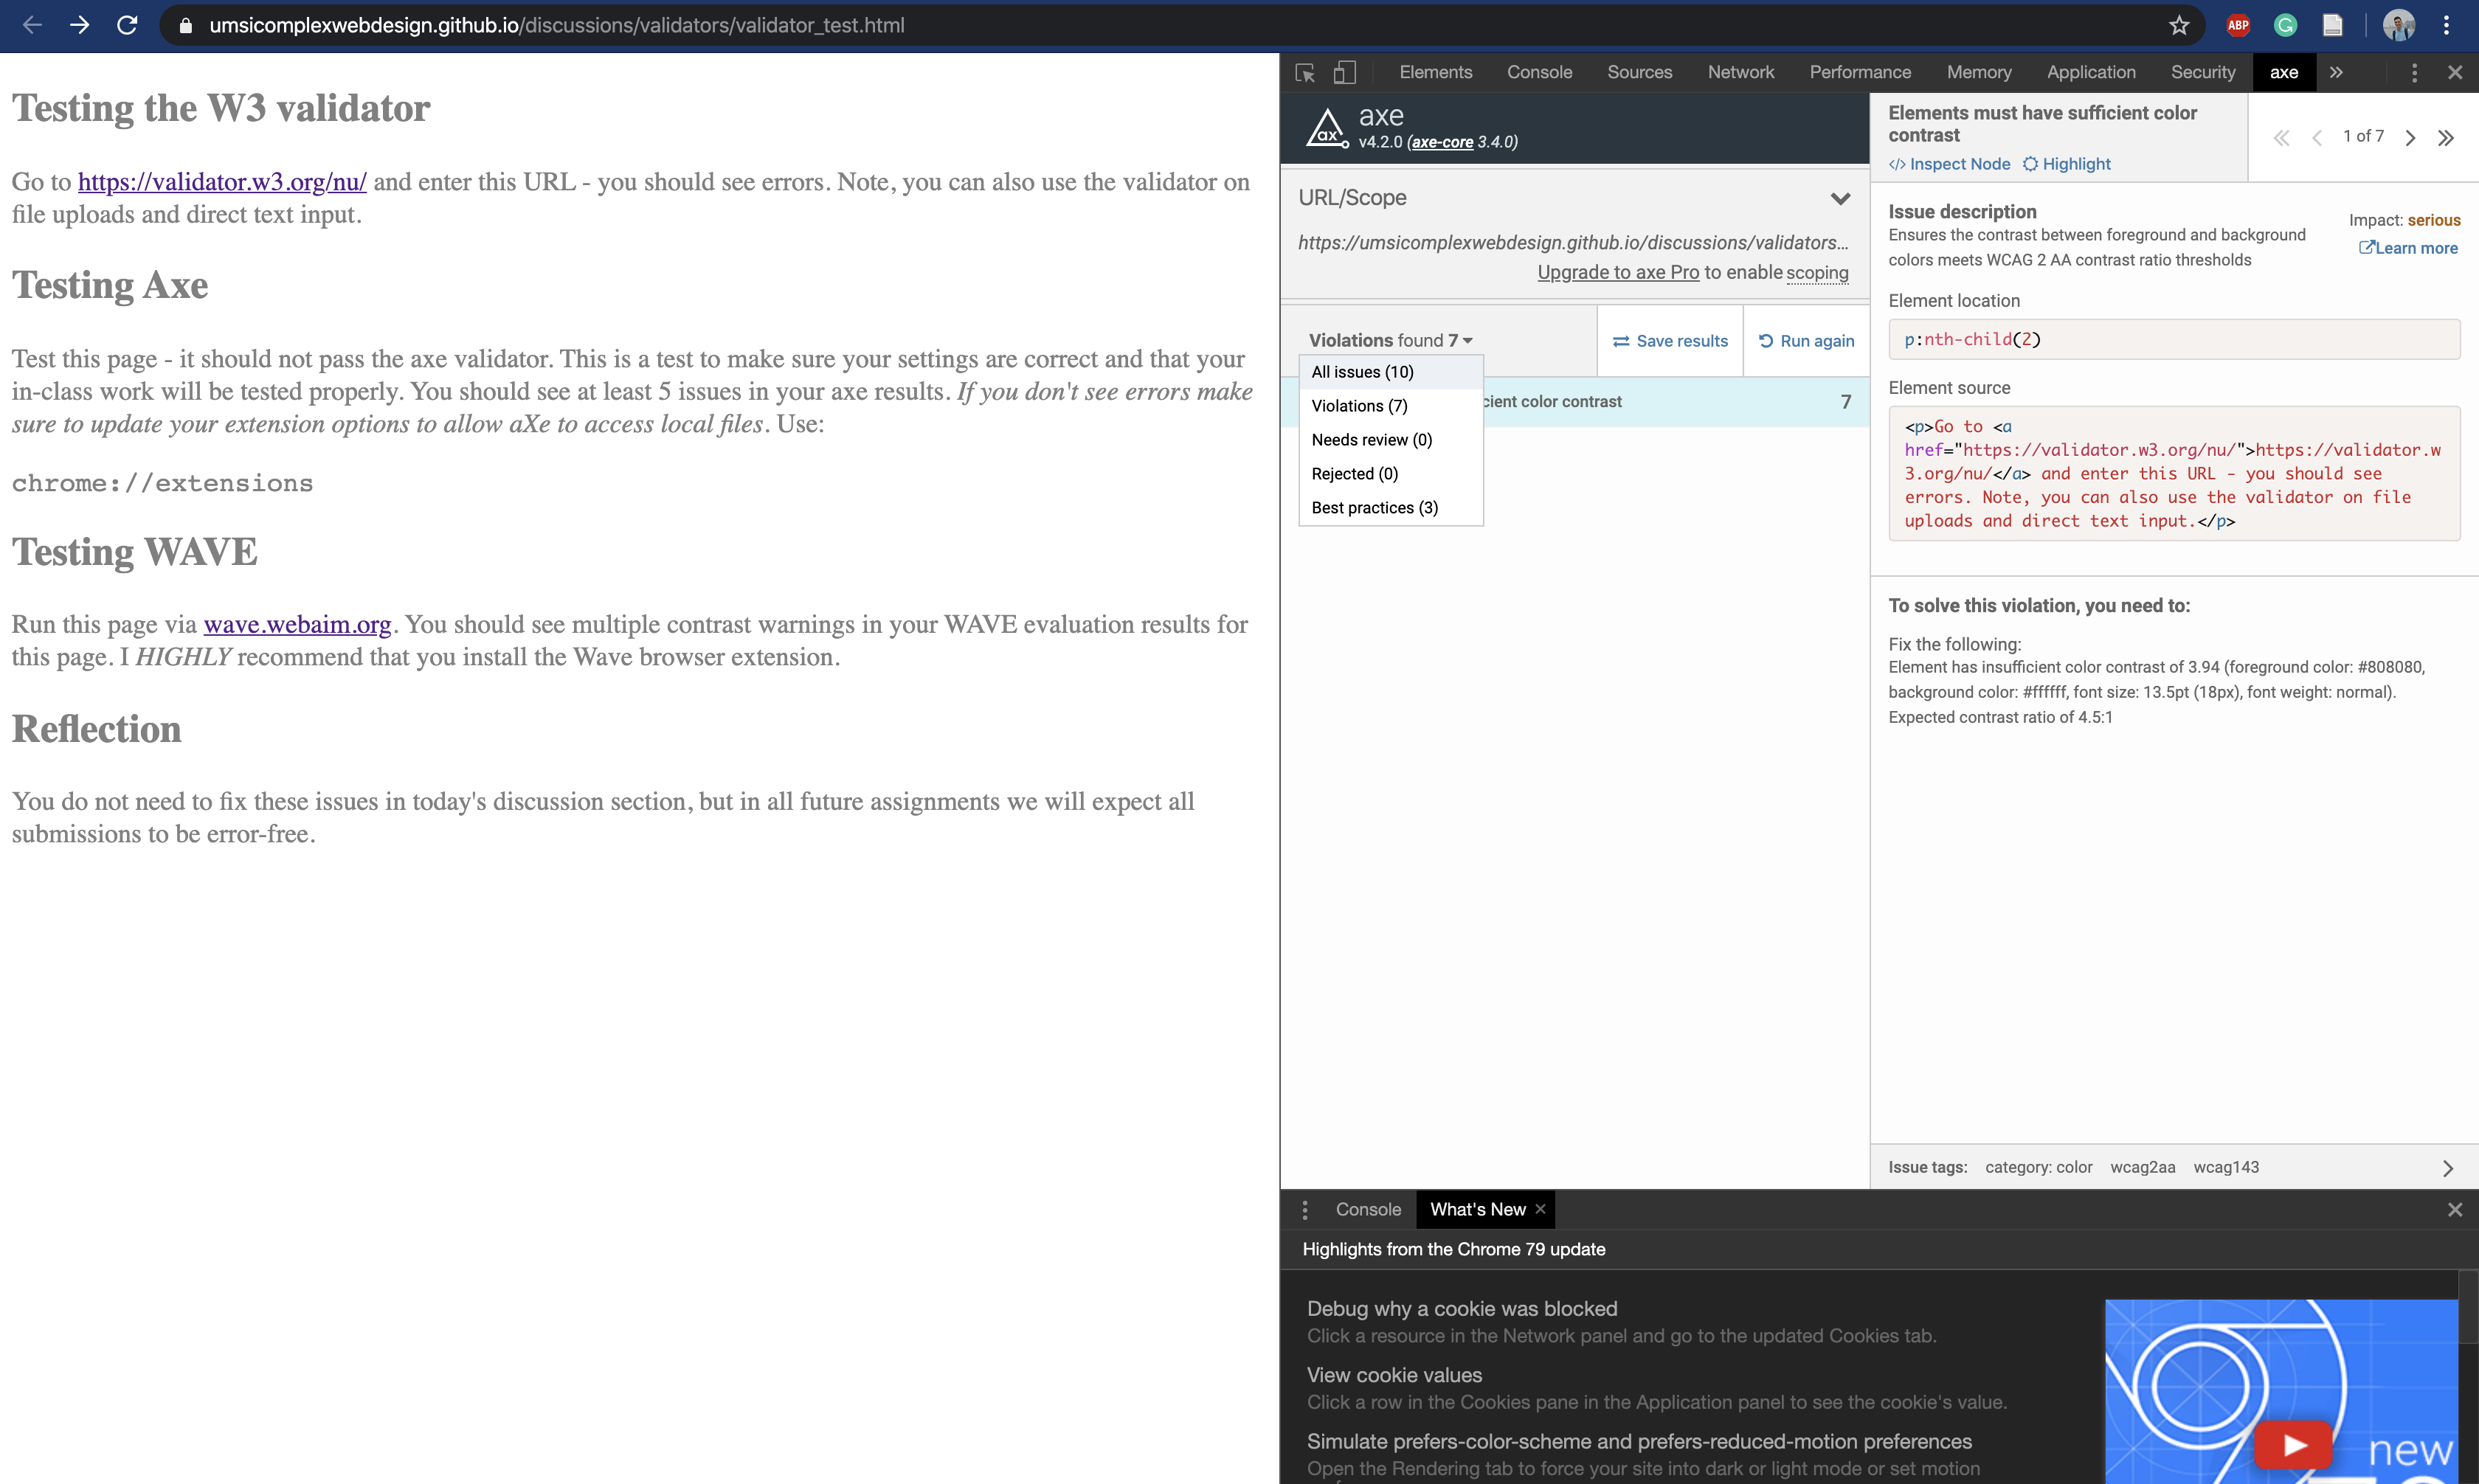 umsicomplexwebdesign.github.io/discussions/validators/validator_test.html
ABP
G
Testing the W3 validator
Go to https://validator.w3.org/nu/ and enter this URL - you should see errors. Note, you can also use the validator on
file uploads and direct text input.
Testing Axe
Test this page - it should not pass the axe validator. This is a test to make sure your settings are correct and that your
in-class work will be tested properly. You should see at least 5 issues in your axe results. If you don't see errors make
sure to update your extension options to allow aXe to access local files. Use:
chrome://extensions
Testing WAVE
Run this page via wave.webaim.org. You should see multiple contrast warnings in your WAVE evaluation results for
this page. I HIGHLY recommend that you install the Wave browser extension.
Reflection
You do not need to fix these issues in today's discussion section, but in all future assignments we will expect all
submissions to be error-free.
Elements Console Sources Network Performance Memory Application Security axe »
ax
axe
v4.2.0 (axe-core 3.4.0)
URL/Scope
https://umsicomplexwebdesign.github.io/discussions/validators...
Upgrade to axe Pro to enable scoping
Violations found 7
Save results
Run again
All issues (10)
Violations (7)
Needs review (0)
Rejected (0)
Best practices (3)
cient color contrast 7
Elements must have sufficient color
contrast
</> Inspect Node Highlight
1 of 7
Issue description
Ensures the contrast between foreground and background
colors meets WCAG 2 AA contrast ratio thresholds
Impact: serious
Learn more
Element location
p:nth-child(2)
Element source
<p>Go to <a
href="https://validator.w3.org/nu/">https://validator.w
3.org/nu/</a> and enter this URL - you should see
errors. Note, you can also use the validator on file
uploads and direct text input.</p>
To solve this violation, you need to:
Fix the following:
Element has insufficient color contrast of 3.94 (foreground color: #808080,
background color: #ffffff, font size: 13.5pt (18px), font weight: normal).
Expected contrast ratio of 4.5:1
Issue tags: category: color wcag2aa wcag143
Console What's New ×
Highlights from the Chrome 79 update
Debug why a cookie was blocked
Click a resource in the Network panel and go to the updated Cookies tab.
View cookie values
Click a row in the Cookies pane in the Application panel to see the cookie's value.
Simulate prefers-color-scheme and prefers-reduced-motion preferences
Open the Rendering tab to force your site into dark or light mode or set motion
new